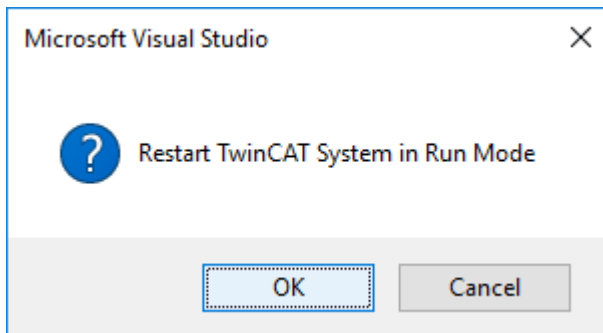 Microsoft Visual Studio
Restart TwinCAT System in Run Mode
OK
Cancel